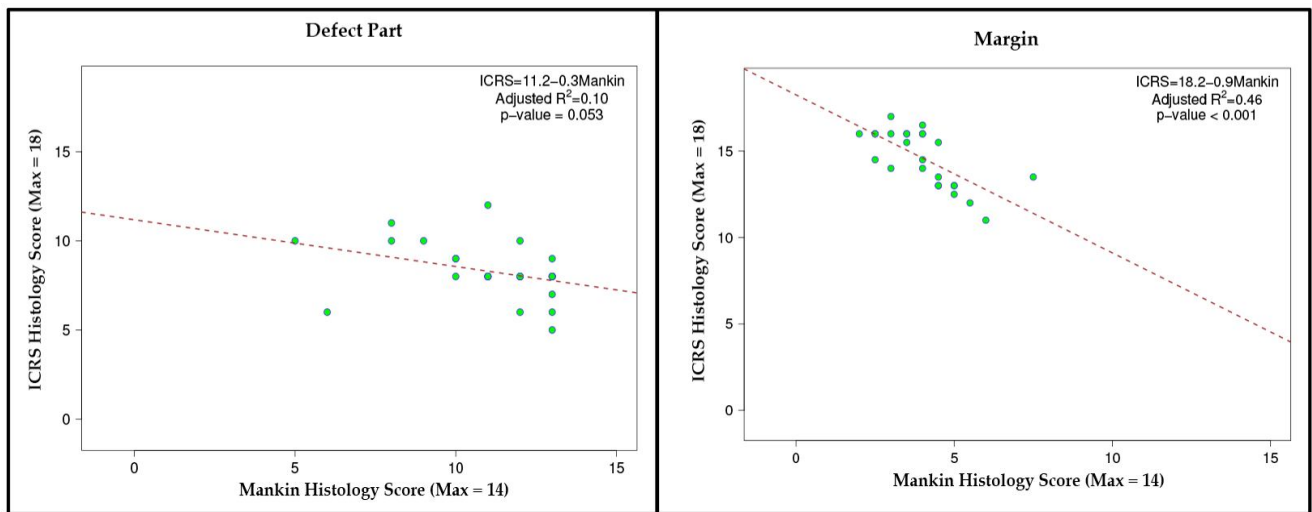 Defect Part
ICRS=11.2−0.3Mankin
Adjusted R²=0.10
p−value = 0.053
ICRS Histology Score (Max = 18)
15
10
5
0
0 5 10 15
Mankin Histology Score (Max = 14)
Margin
ICRS=18.2−0.9Mankin
Adjusted R²=0.46
p−value < 0.001
ICRS Histology Score (Max = 18)
15
10
5
0
0 5 10 15
Mankin Histology Score (Max = 14)